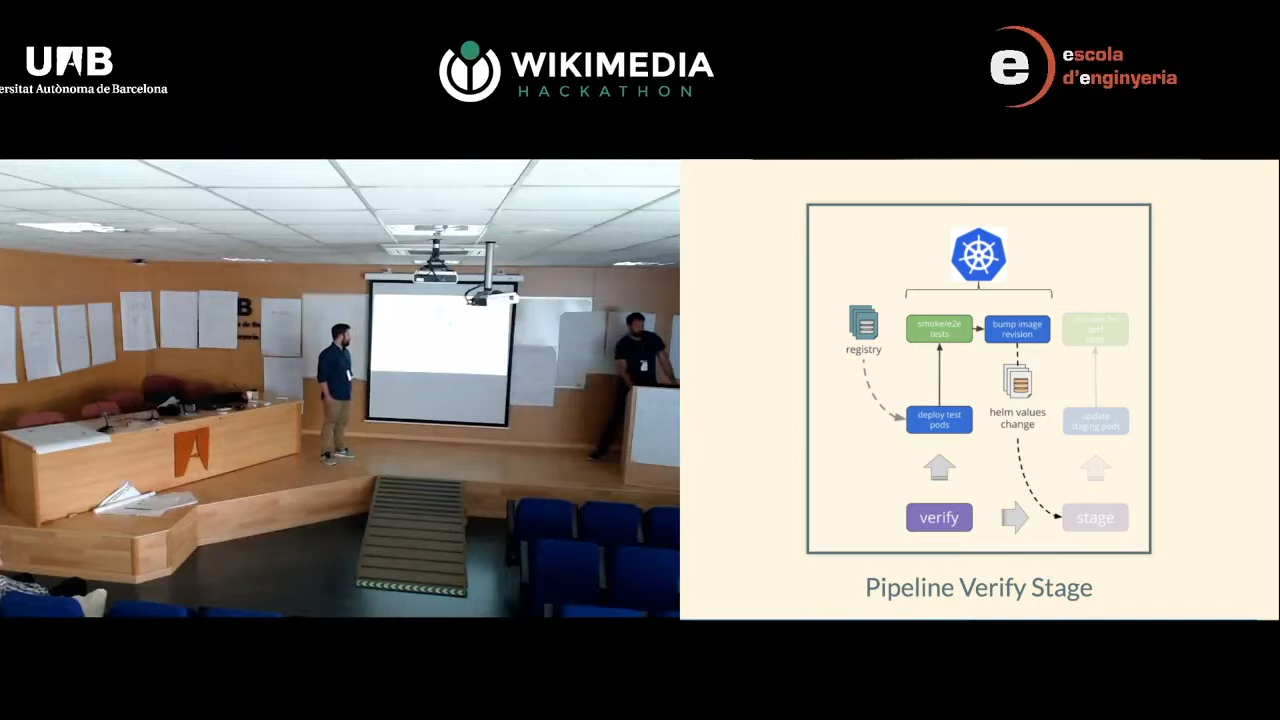 UAB
ersitat Autònoma de Barcelona
WIKIMEDIA
HACKATHON
e
escola
d'enginyeria
B
registry
smoke/e2e
tests
bump image
revision
deploy test
pods
helm values
change
update
staging pods
verify
stage
Pipeline Verify Stage